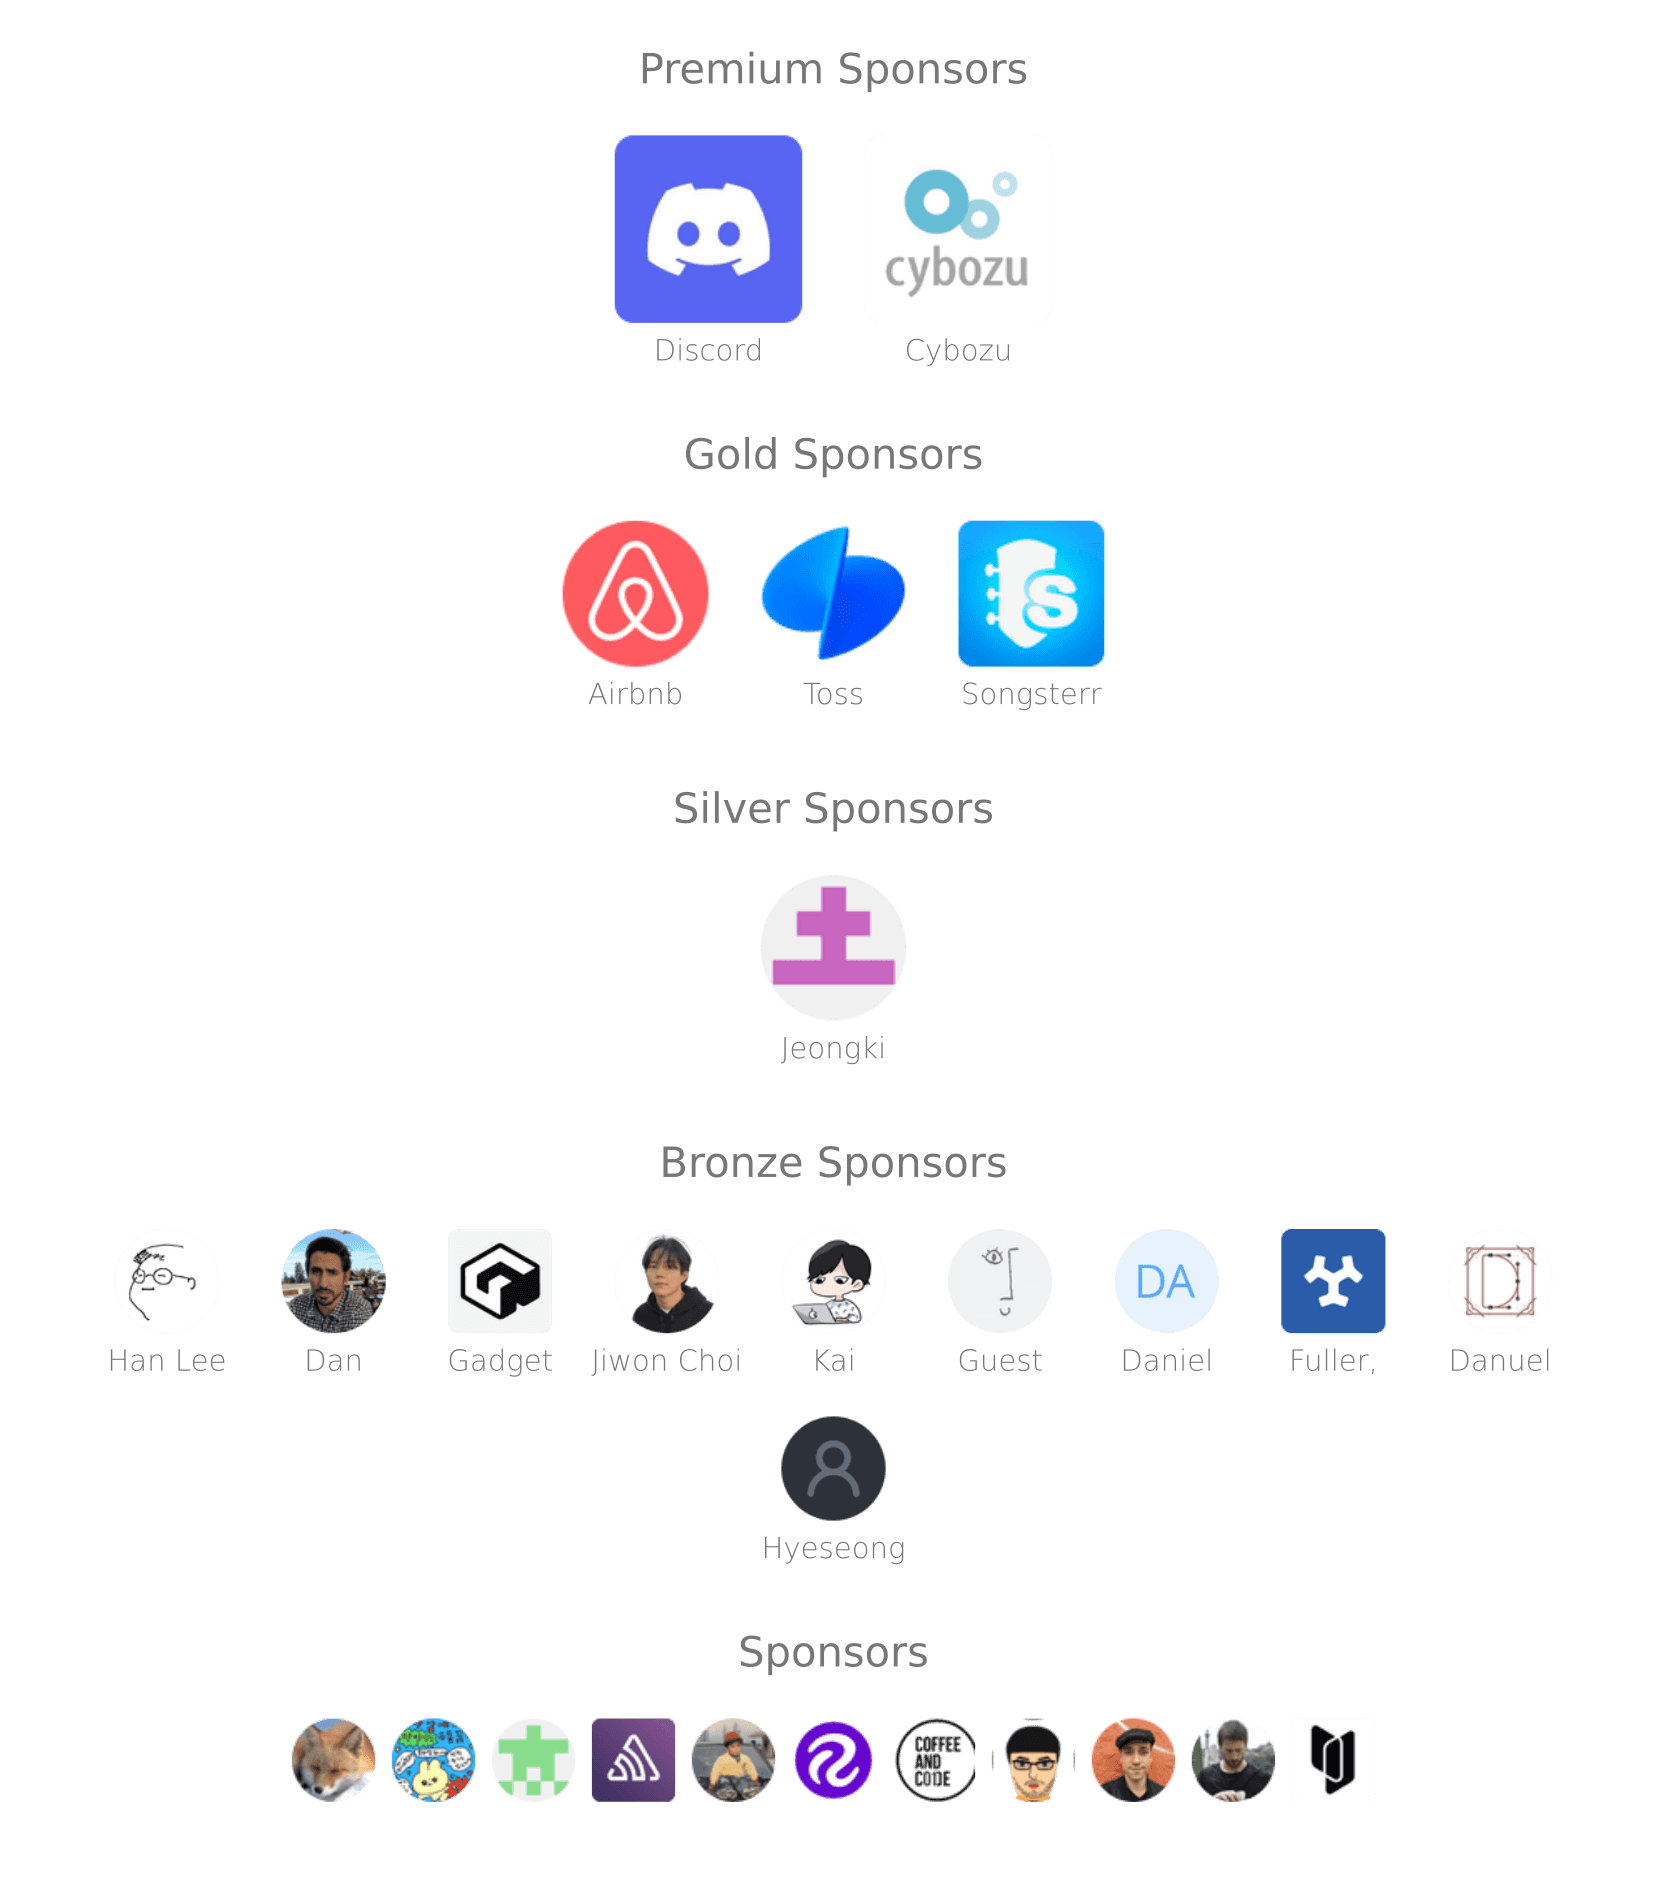 Premium Sponsors
cybozu
Discord Cybozu
Gold Sponsors
S
Airbnb Toss Songsterr
Silver Sponsors
Jeongki
Bronze Sponsors
DA
Han Lee Dan Gadget Jiwon Choi Kai Guest Daniel Fuller, Danuel
Hyeseong
Sponsors
COFFEE
AND
CODE